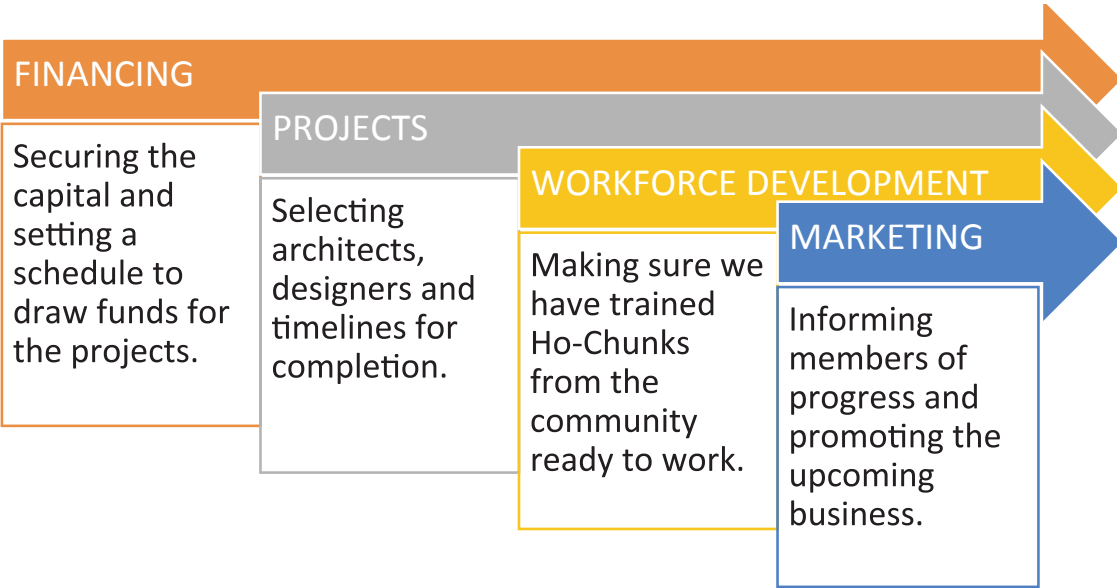 FINANCING
Securing the
capital and
setting a
schedule to
draw funds for
the projects.
PROJECTS
Selecting
architects,
designers and
timelines for
completion.
WORKFORCE DEVELOPMENT
Making sure we
have trained
Ho-Chunks
from the
community
ready to work.
MARKETING
Informing
members of
progress and
promoting the
upcoming
business.